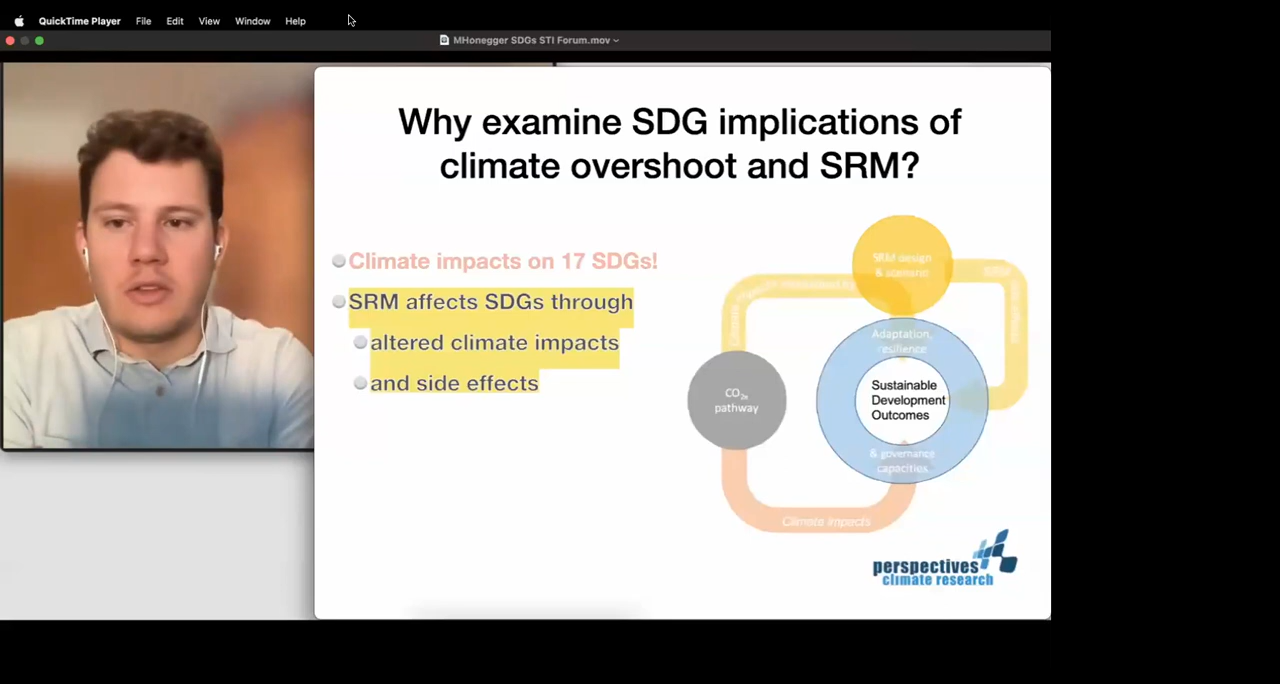 QuickTime Player File Edit View Window Help
MHonegger SDGs STI Forum.mov
Why examine SDG implications of
climate overshoot and SRM?
Climate impacts on 17 SDGs!
SRM affects SDGs through
altered climate impacts
and side effects
SRM design
Adaptation,
resilience
CO2e
pathway
Sustainable
Development
Outcomes
& governance
capacities
Climate impacts
perspectives
climate research